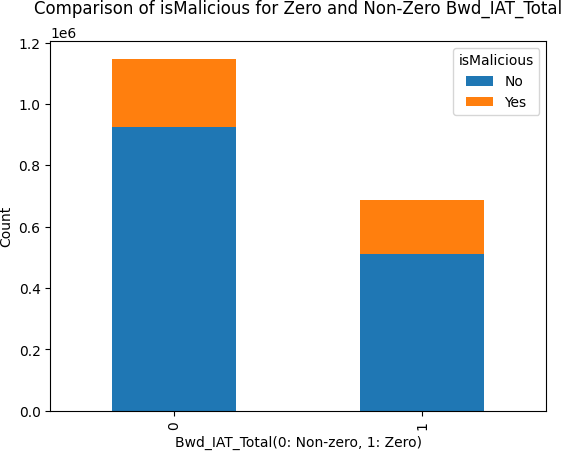 Comparison of isMalicious for Zero and Non-Zero Bwd_IAT_Total
1e6
1.2
1.0
0.8
0.6
0.4
0.2
0.0
Count
isMalicious
No
Yes
0
1
Bwd_IAT_Total(0: Non-zero, 1: Zero)